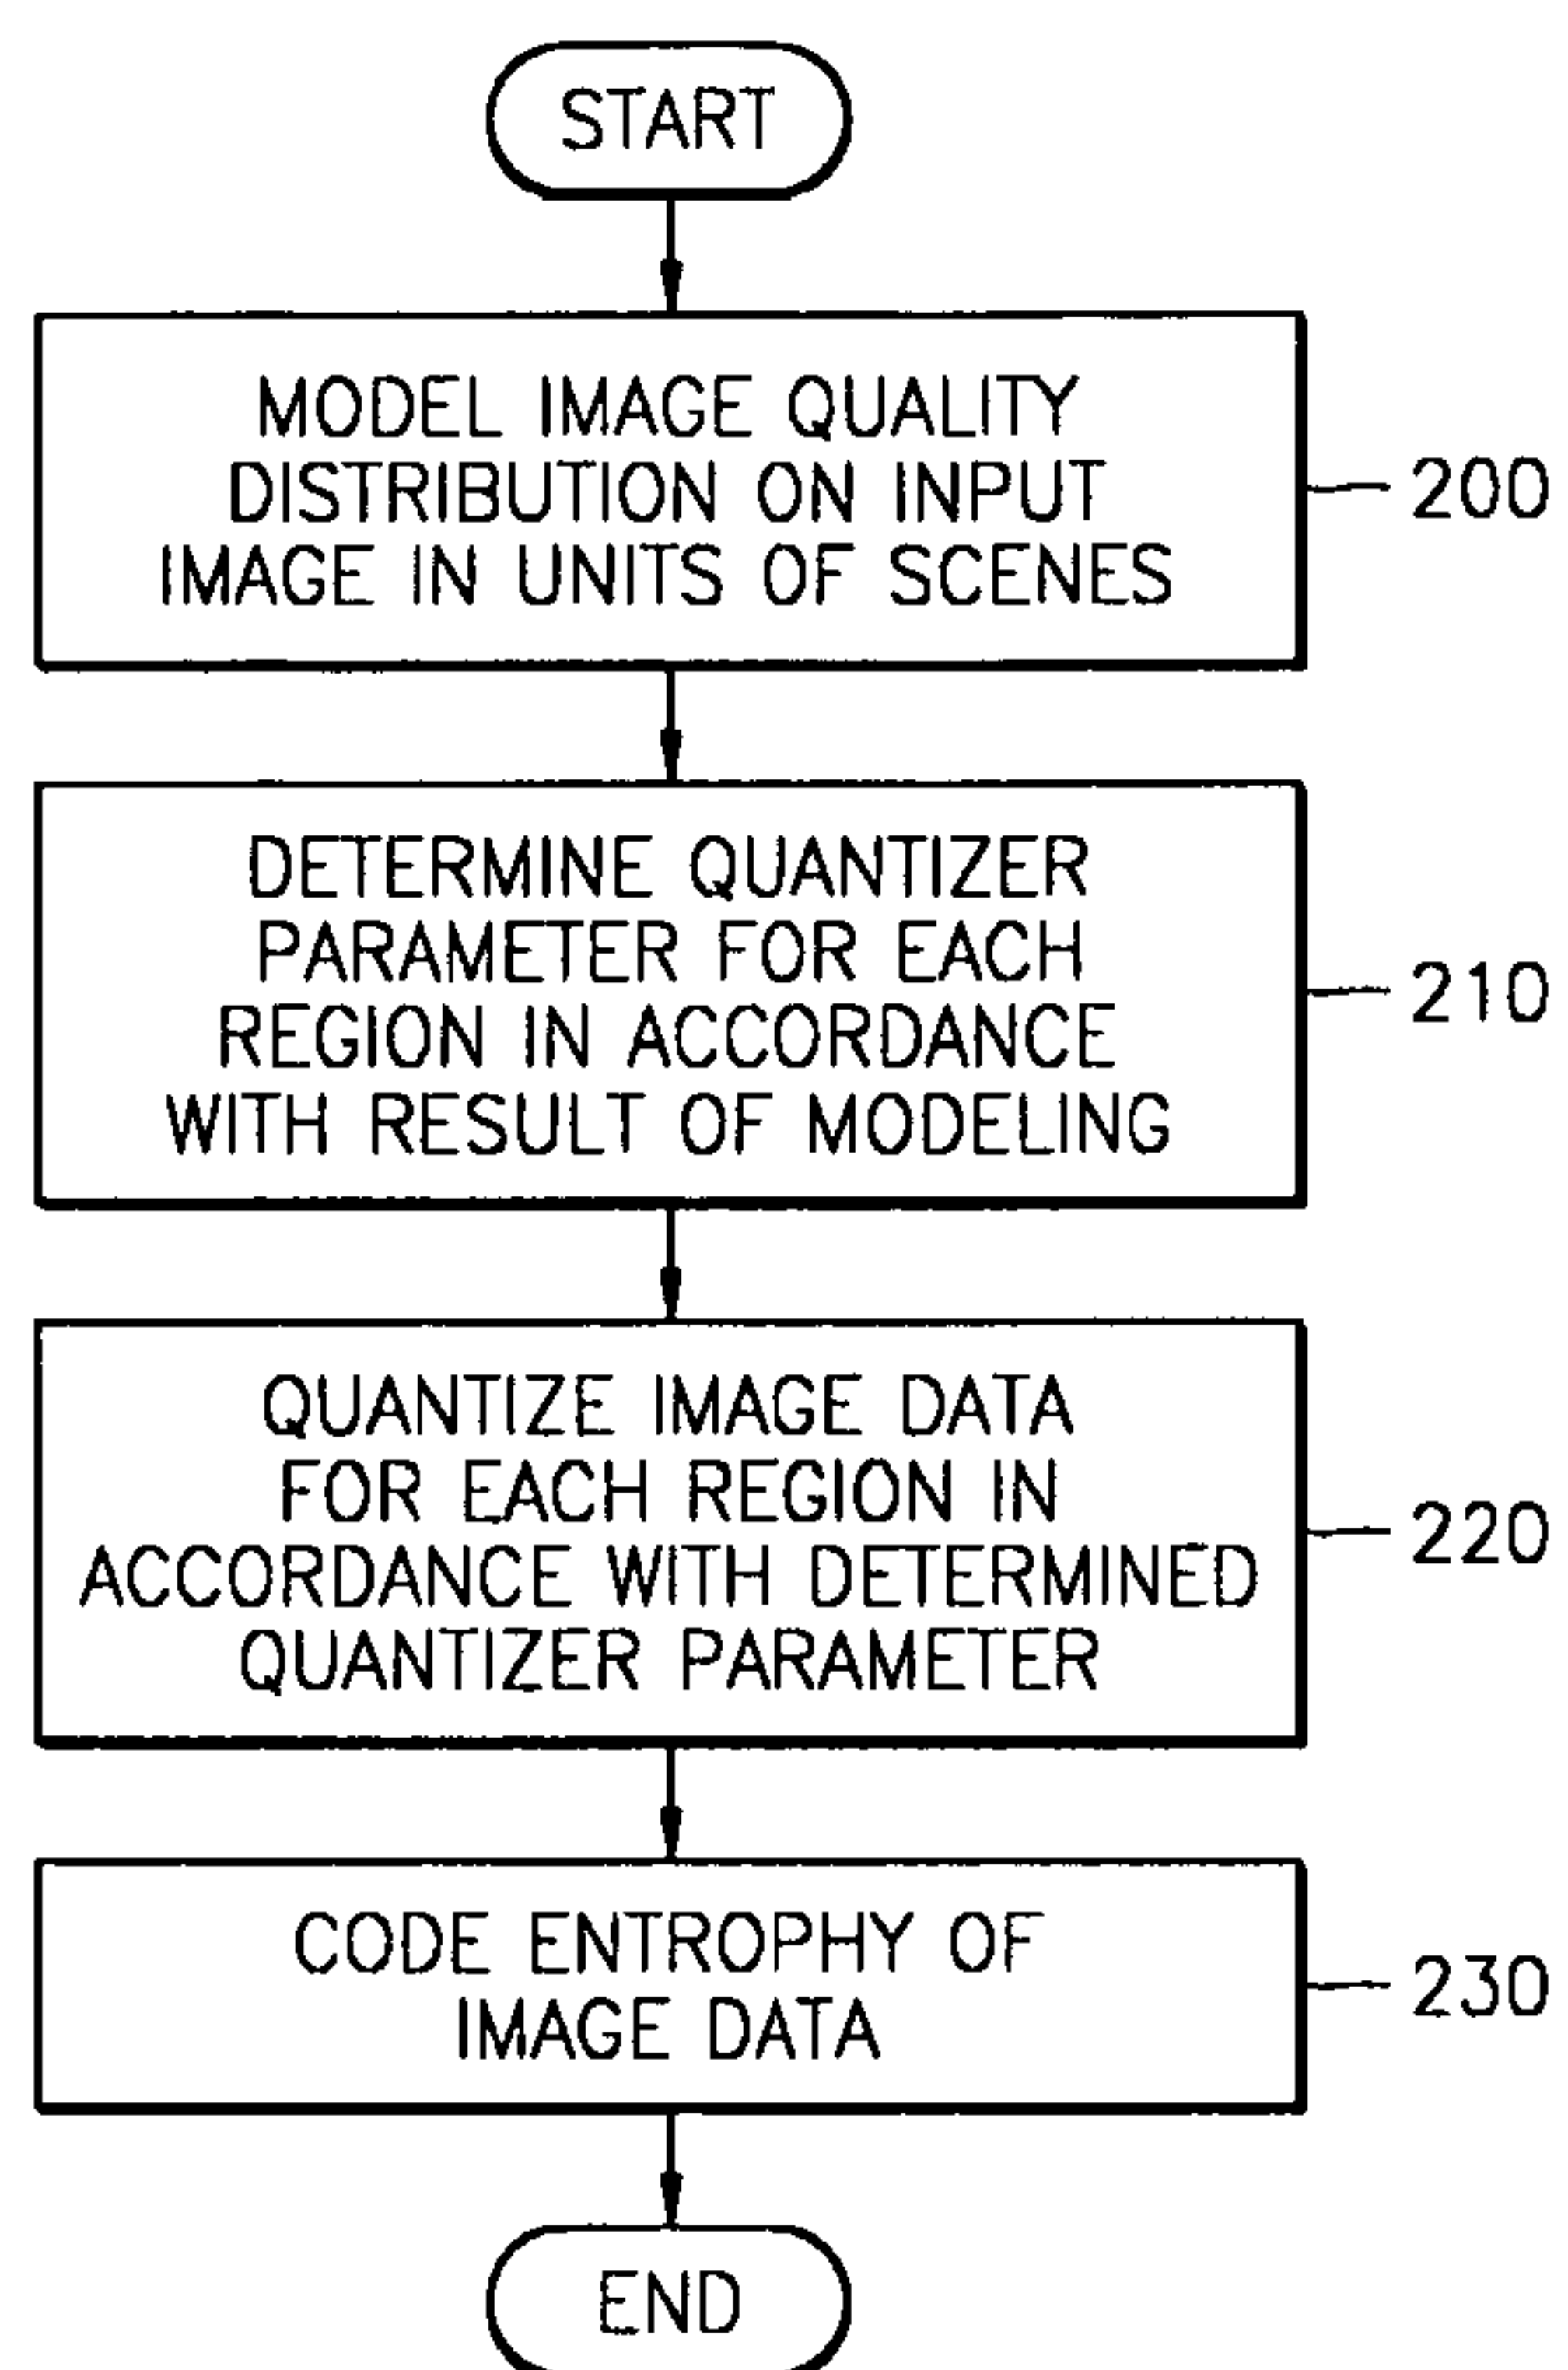 START
MODEL IMAGE QUALITY
DISTRIBUTION ON INPUT
IMAGE IN UNITS OF SCENES
200
DETERMINE QUANTIZER
PARAMETER FOR EACH
REGION IN ACCORDANCE
WITH RESULT OF MODELING
210
QUANTIZE IMAGE DATA
FOR EACH REGION IN
ACCORDANCE WITH DETERMINED
QUANTIZER PARAMETER
220
CODE ENTROPHY OF
IMAGE DATA
230
END